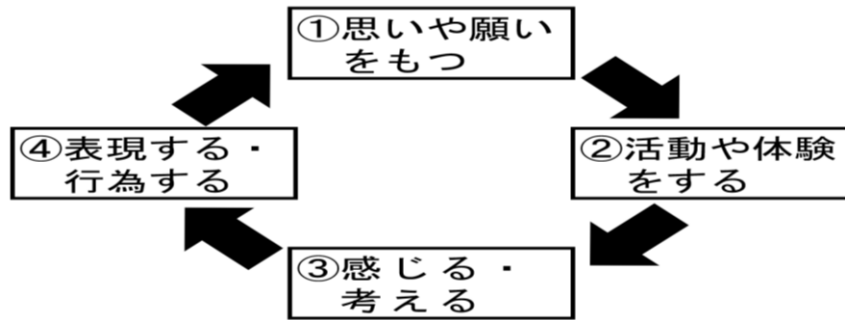 ①思いや願い
をもつ
②活動や体験
をする
③感じる・
考える
④表現する・
行為する